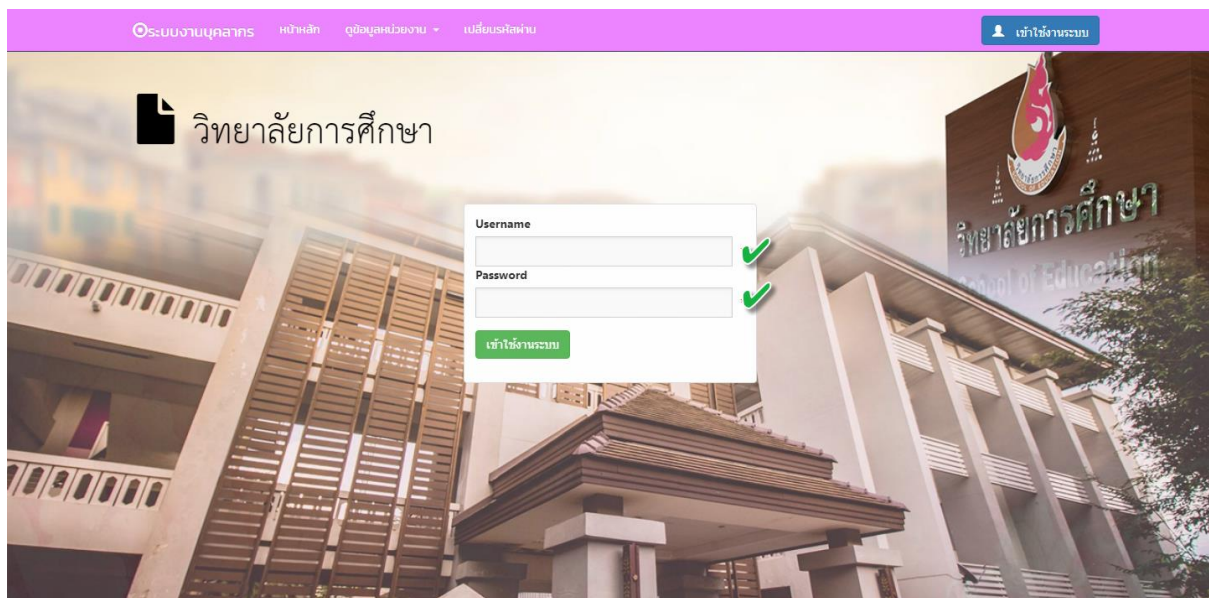 ระบบงานบุคลากร หน้าหลัก ดูข้อมูลหน่วยงาน เปลี่ยนรหัสผ่าน เข้าใช้งานระบบ
วิทยาลัยการศึกษา
Username
Password
เข้าใช้งานระบบ
วิทยาลัยการศึกษา
School of Education